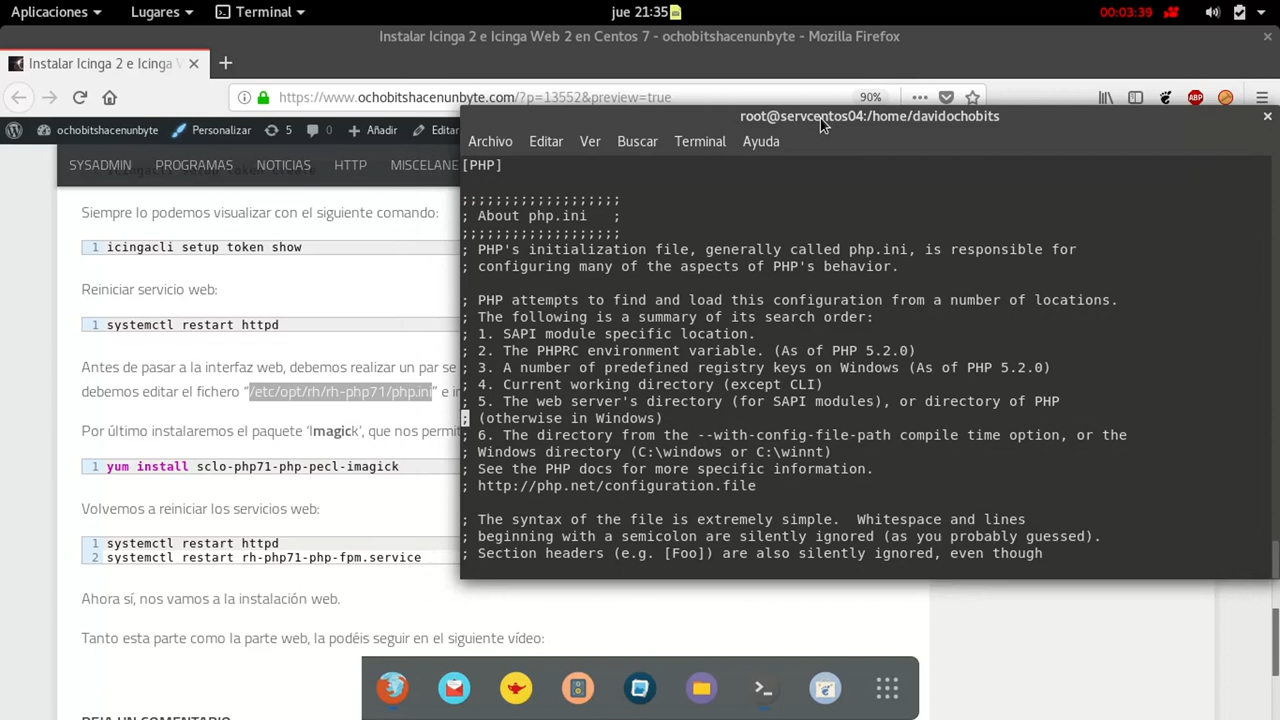 Aplicaciones Lugares Terminal jue 21:35 00:03:39
Instalar Icinga 2 e Icinga Web 2 en Centos 7 - ochobitshacenunbyte - Mozilla Firefox
Instalar Icinga 2 e Icinga W
https://www.ochobitshacenunbyte.com/?p=13552&preview=true 90% ABP
ochobitshacenunbyte Personalizar 5 Añadir Editar
SYSADMIN PROGRAMAS NOTICIAS HTTP MISCELANE
icingacli setup token create
Siempre lo podemos visualizar con el siguiente comando:
1 icingacli setup token show
Reiniciar servicio web:
1 systemctl restart httpd
Antes de pasar a la interfaz web, debemos realizar un par se
debemos editar el fichero “/etc/opt/rh/rh-php71/php.ini” e i
Por último instalaremos el paquete ‘Imagick’, que nos permit
1 yum install sclo-php71-php-pecl-imagick
Volvemos a reiniciar los servicios web:
1 systemctl restart httpd
2 systemctl restart rh-php71-php-fpm.service
Ahora sí, nos vamos a la instalación web.
Tanto esta parte como la parte web, la podéis seguir en el siguiente vídeo:
DEJA UN COMENTARIO
root@servcentos04:/home/davidochobits
Archivo Editar Ver Buscar Terminal Ayuda
[PHP]
;;;;;;;;;;;;;;;;;;;
; About php.ini ;
;;;;;;;;;;;;;;;;;;;
; PHP's initialization file, generally called php.ini, is responsible for
; configuring many of the aspects of PHP's behavior.
; PHP attempts to find and load this configuration from a number of locations.
; The following is a summary of its search order:
; 1. SAPI module specific location.
; 2. The PHPRC environment variable. (As of PHP 5.2.0)
; 3. A number of predefined registry keys on Windows (As of PHP 5.2.0)
; 4. Current working directory (except CLI)
; 5. The web server's directory (for SAPI modules), or directory of PHP
; (otherwise in Windows)
; 6. The directory from the --with-config-file-path compile time option, or the
; Windows directory (C:\windows or C:\winnt)
; See the PHP docs for more specific information.
; http://php.net/configuration.file
; The syntax of the file is extremely simple.  Whitespace and lines
; beginning with a semicolon are silently ignored (as you probably guessed).
; Section headers (e.g. [Foo]) are also silently ignored, even though